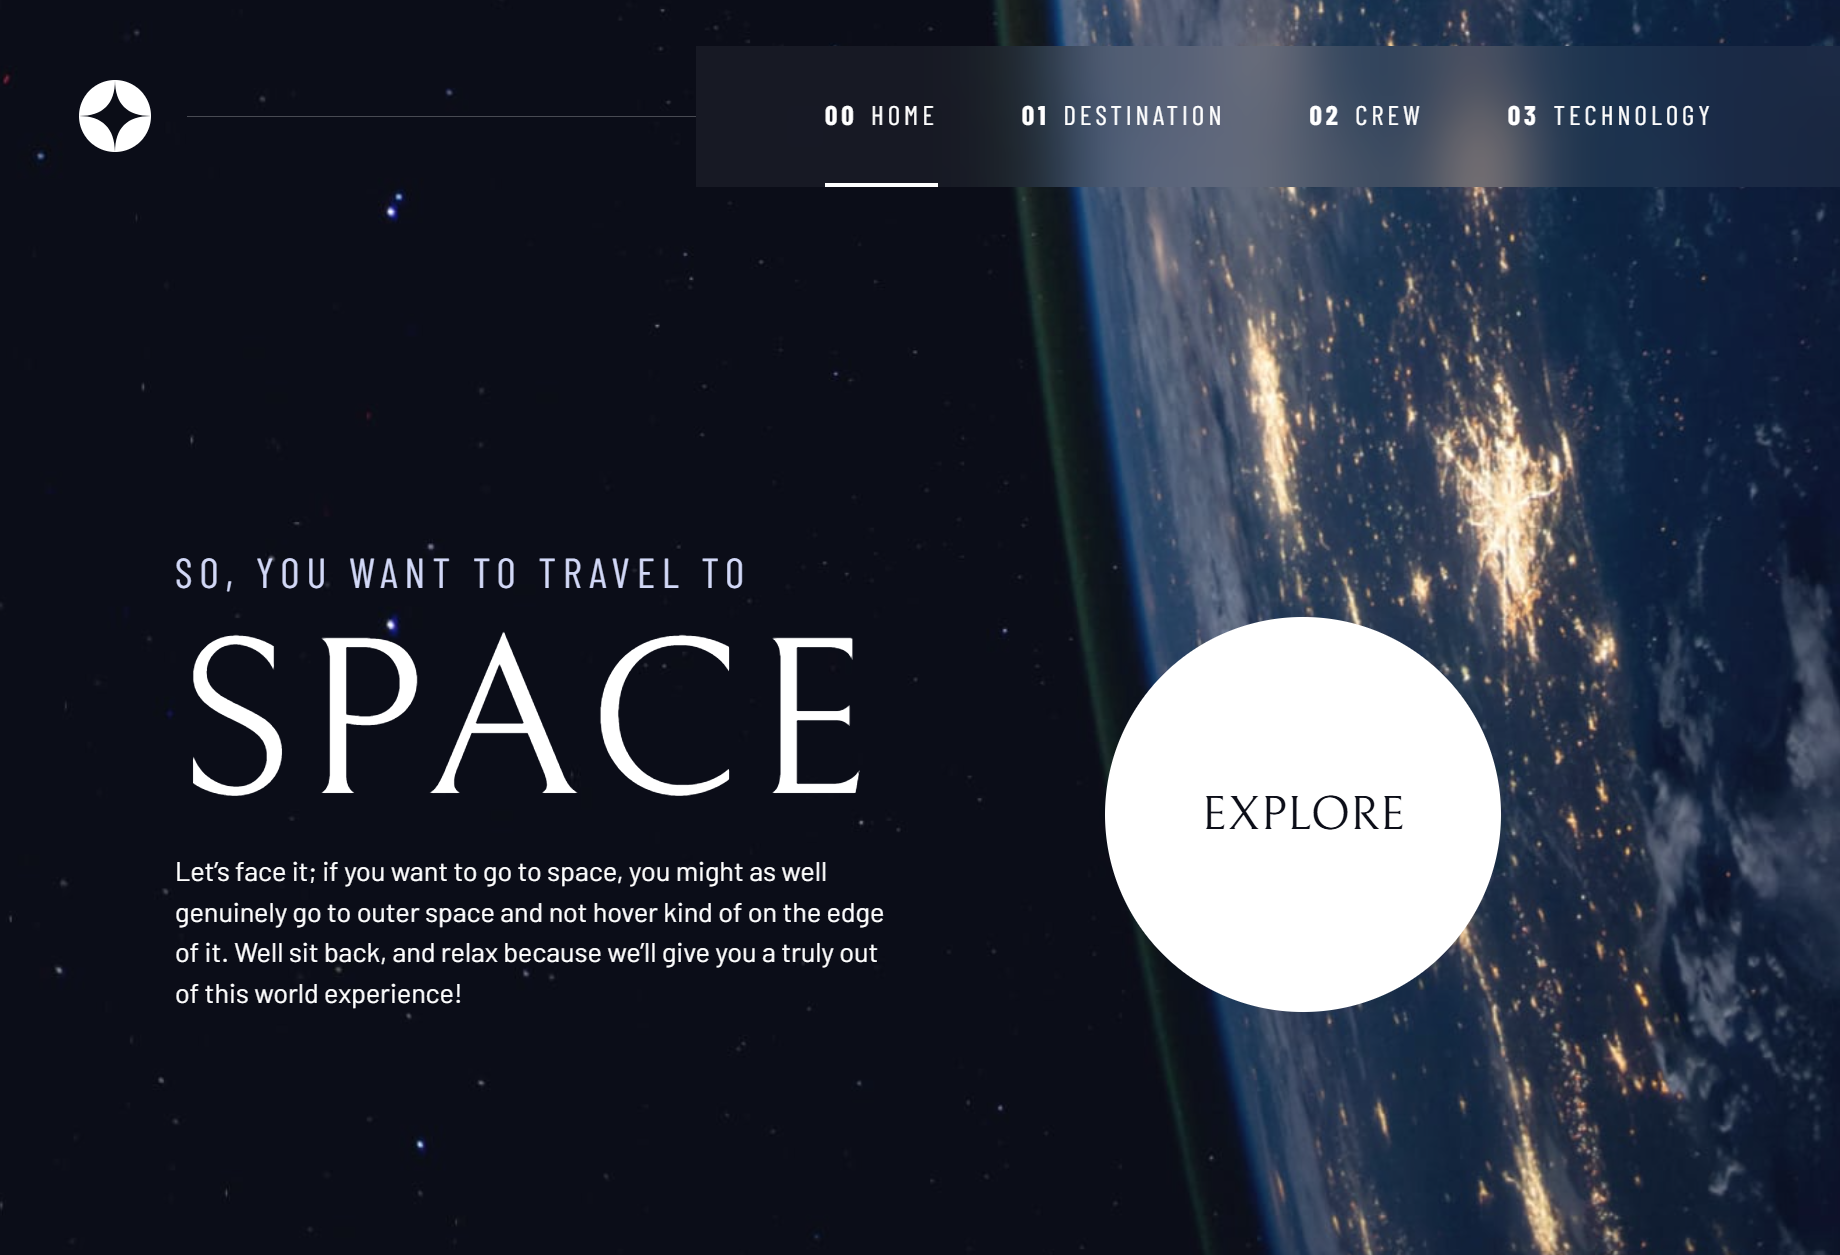 00 HOME 01 DESTINATION 02 CREW 03 TECHNOLOGY
SO, YOU WANT TO TRAVEL TO
SPACE
Let’s face it; if you want to go to space, you might as well
genuinely go to outer space and not hover kind of on the edge
of it. Well sit back, and relax because we’ll give you a truly out
of this world experience!
EXPLORE